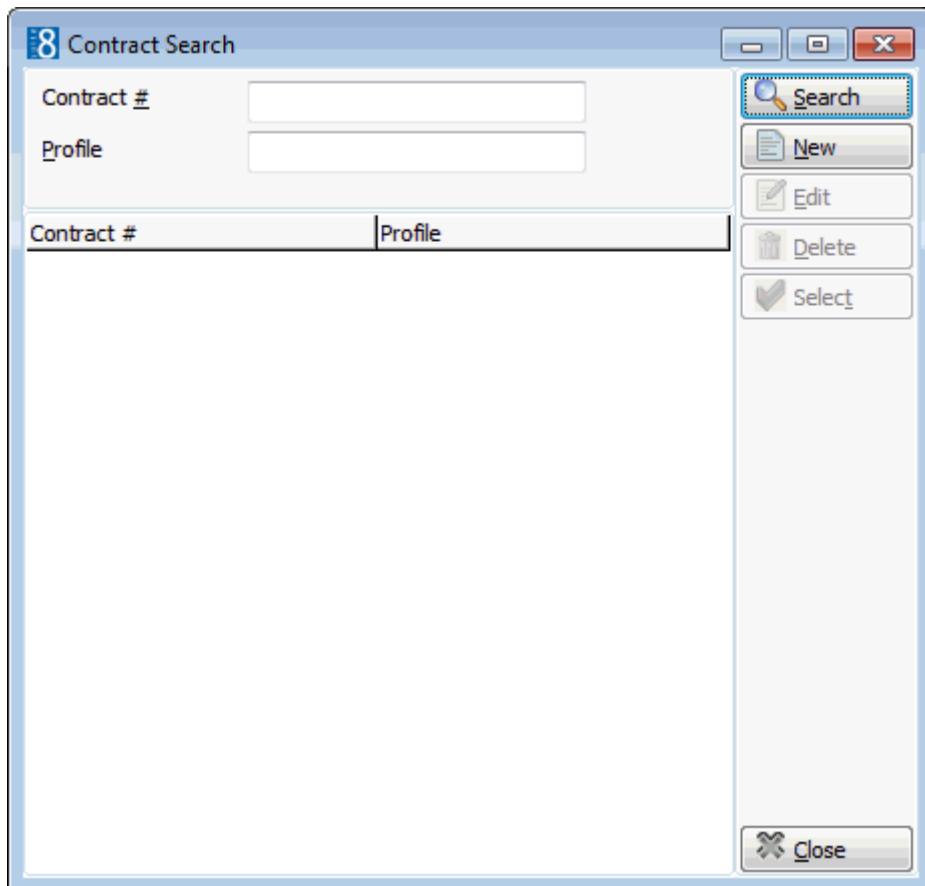 8 Contract Search
Contract #
Profile
Contract # Profile
Search
New
Edit
Delete
Select
Close